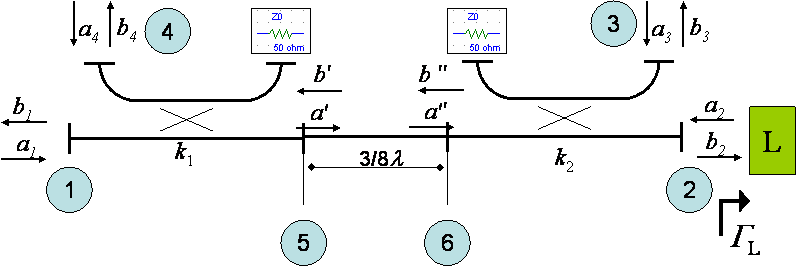 a4 b4
4
Z0
50 ohm
Z0
50 ohm
3
a3 b3
b1
a1
b'
a'
b "
a"
a2
b2
L
k1
3/8λ
k2
1
5
6
2
ΓL